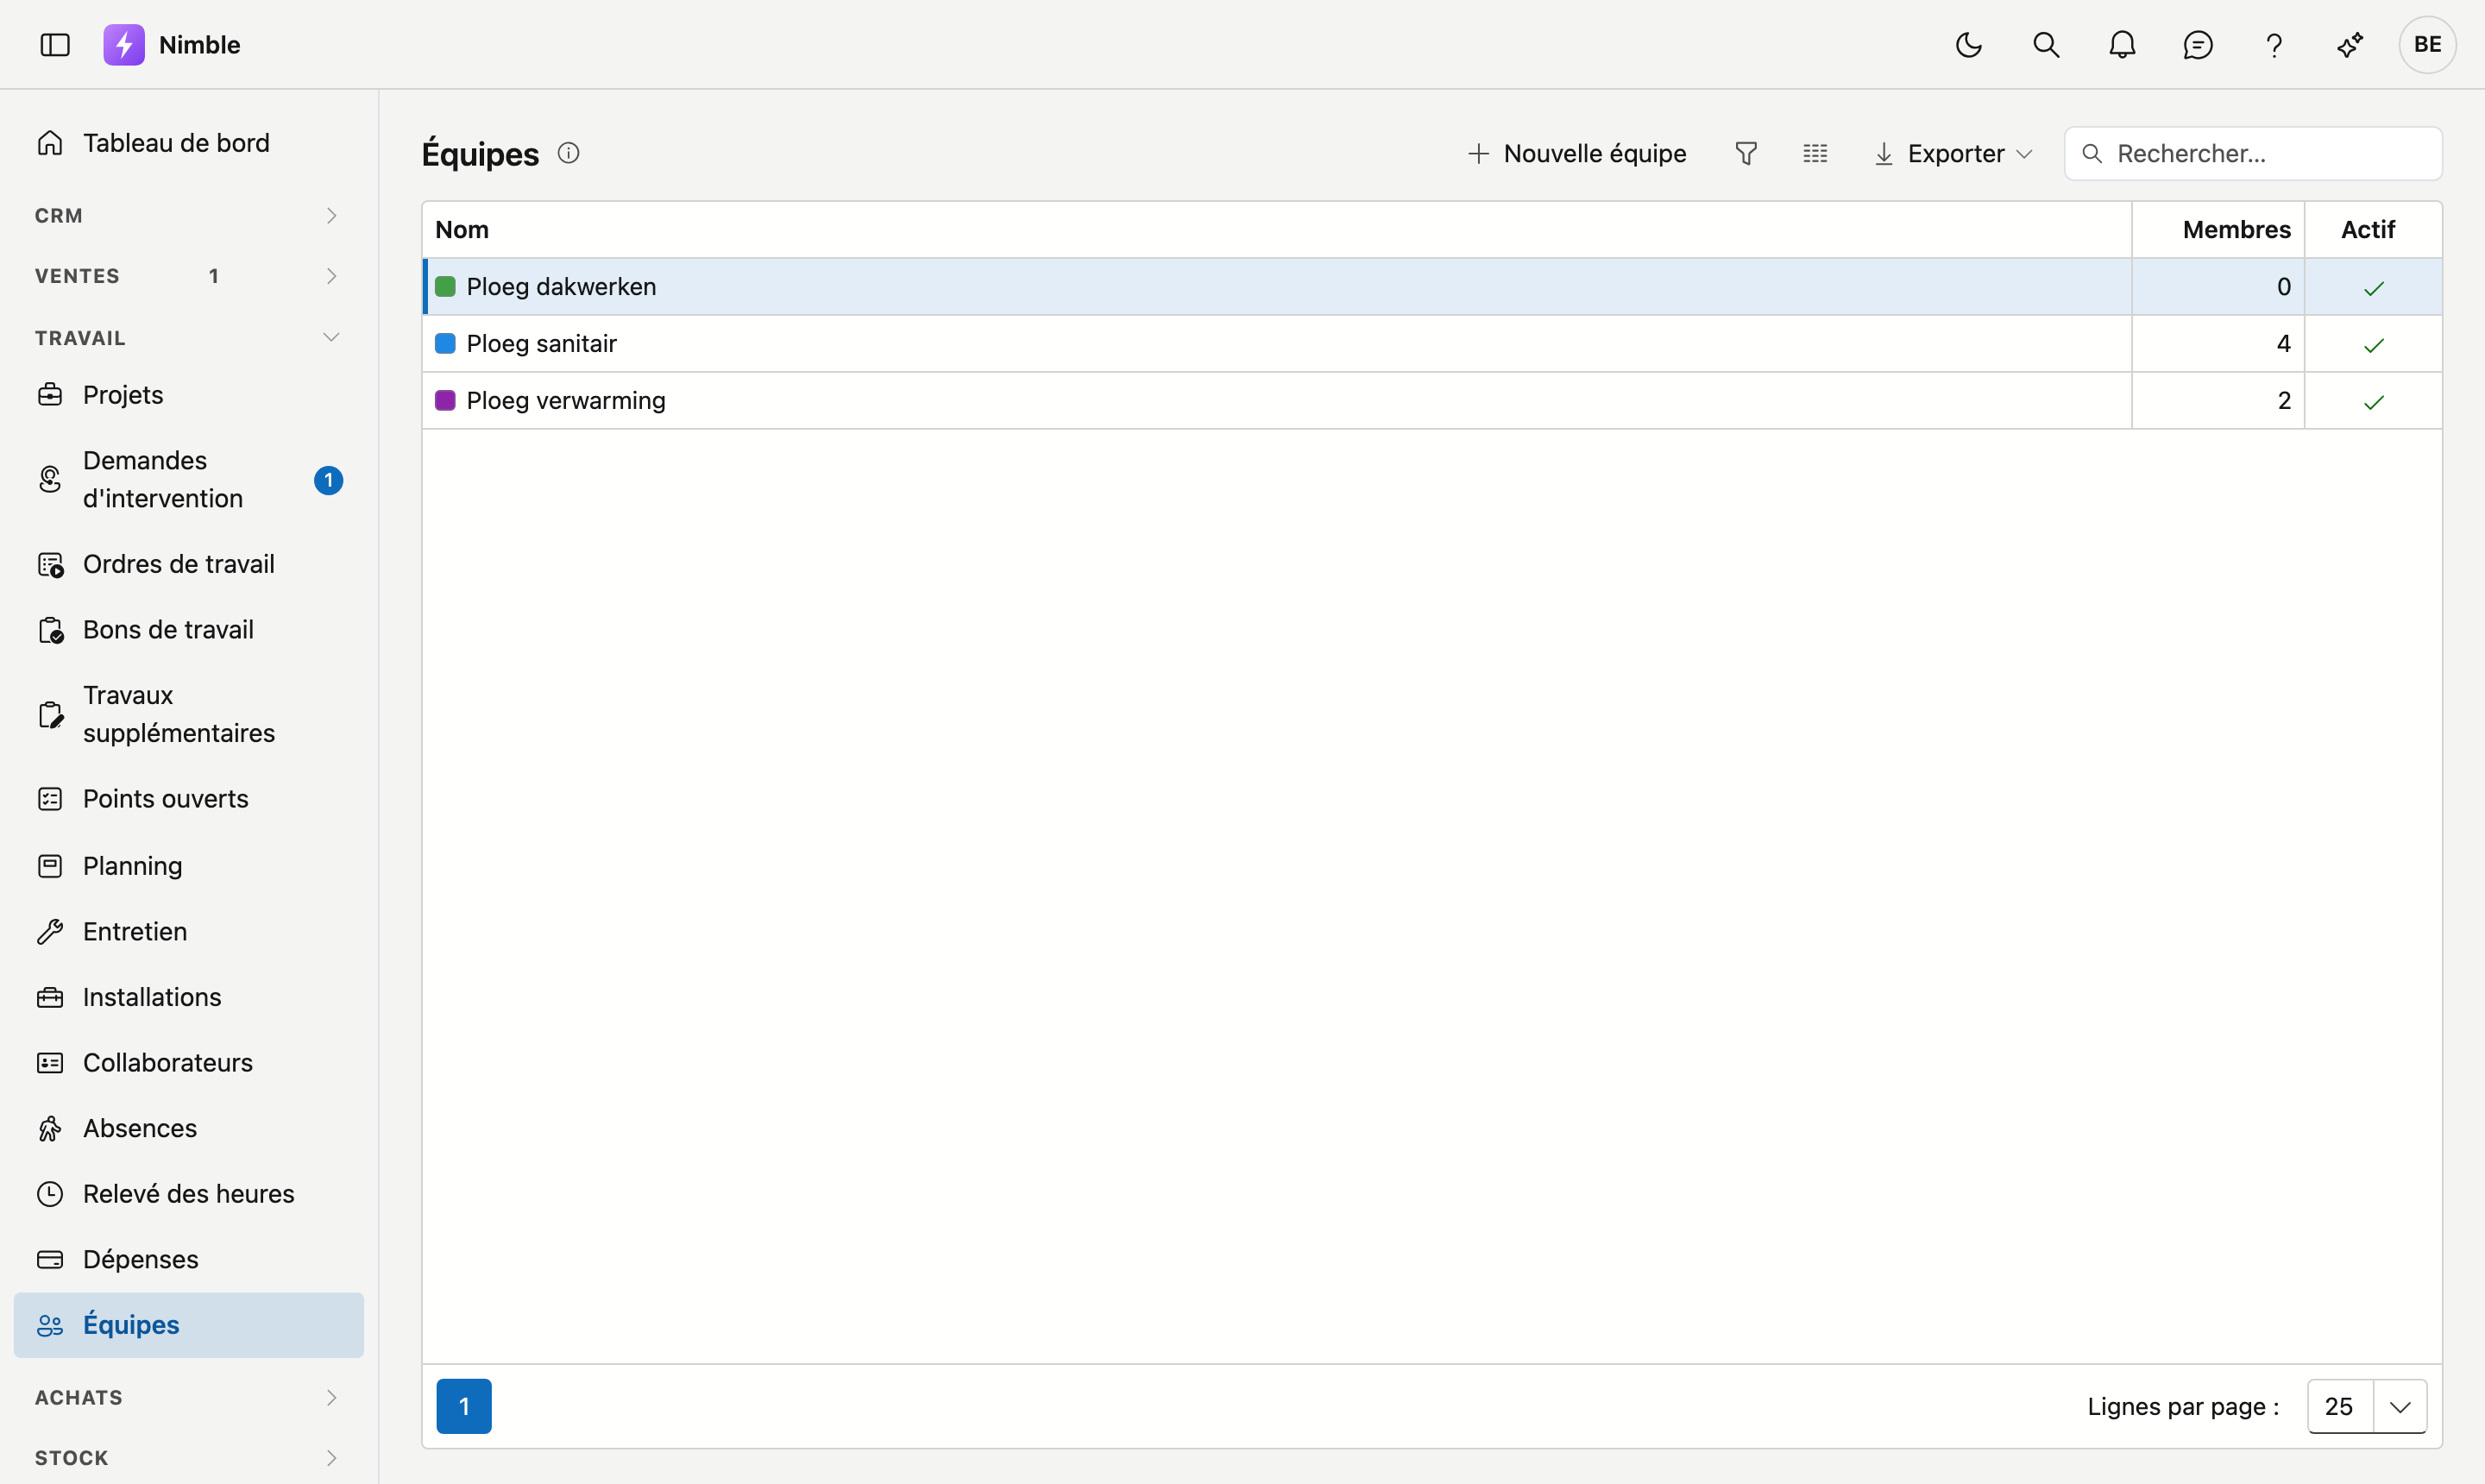 Nimble
BE
Tableau de bord
CRM
VENTES 1
TRAVAIL
Projets
Demandes
d'intervention
1
Ordres de travail
Bons de travail
Travaux
supplémentaires
Points ouverts
Planning
Entretien
Installations
Collaborateurs
Absences
Relevé des heures
Dépenses
Équipes
ACHATS
STOCK
Équipes
Nouvelle équipe
Exporter
Rechercher...
Nom Membres Actif
Ploeg dakwerken 0
Ploeg sanitair 4
Ploeg verwarming 2
1
Lignes par page : 25